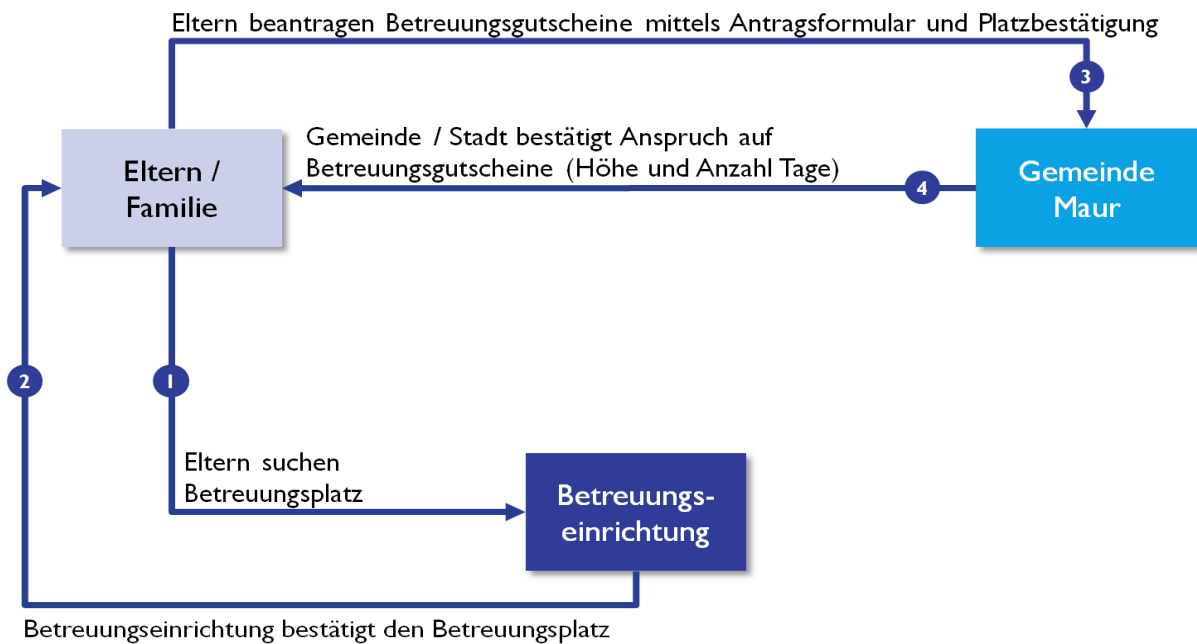 Eltern beantragen Betreuungsgutscheine mittels Antragsformular und Platzbestätigung
3
Eltern /
Familie
Gemeinde / Stadt bestätigt Anspruch auf
Betreuungsgutscheine (Höhe und Anzahl Tage)
4
Gemeinde
Maur
2
1
Eltern suchen
Betreuungsplatz
Betreuungs-
einrichtung
Betreuungseinrichtung bestätigt den Betreuungsplatz